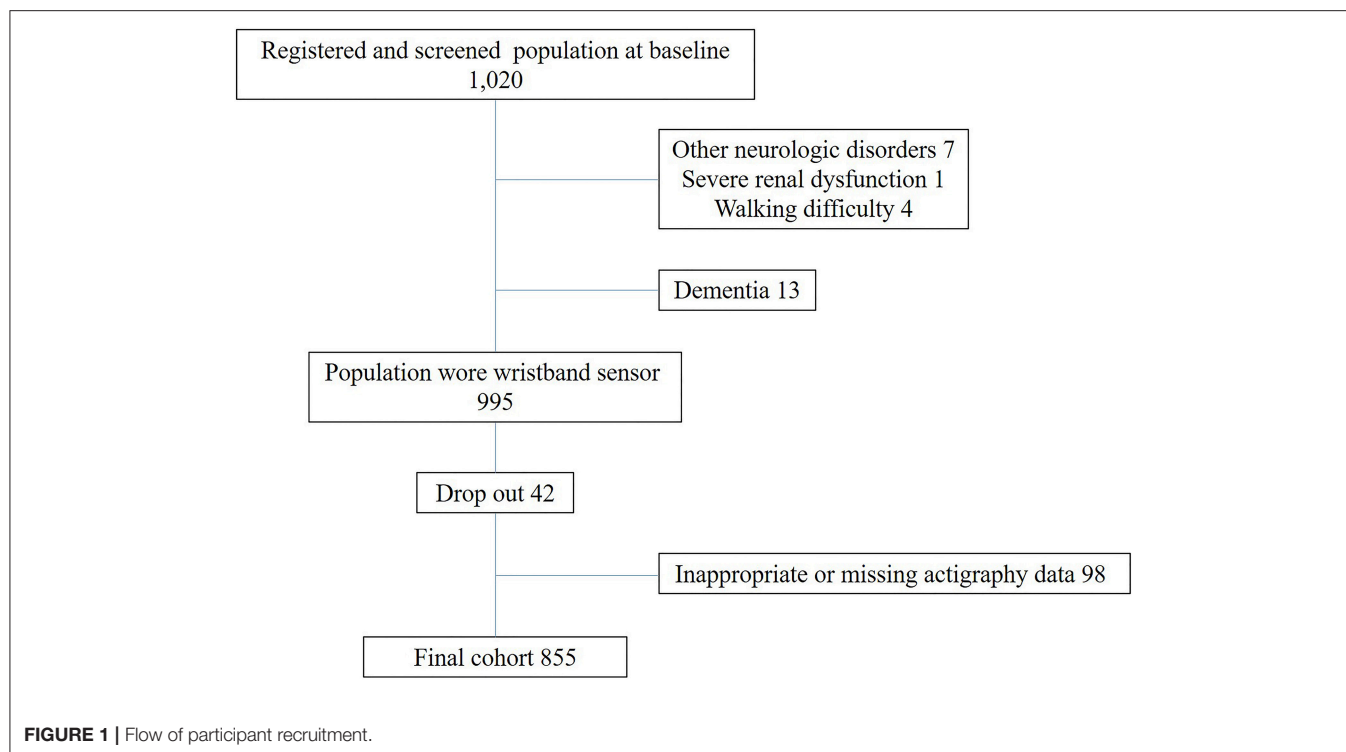 Registered and screened population at baseline
1,020
Other neurologic disorders 7
Severe renal dysfunction 1
Walking difficulty 4
Dementia 13
Population wore wristband sensor
995
Drop out 42
Inappropriate or missing actigraphy data 98
Final cohort 855
FIGURE 1 | Flow of participant recruitment.